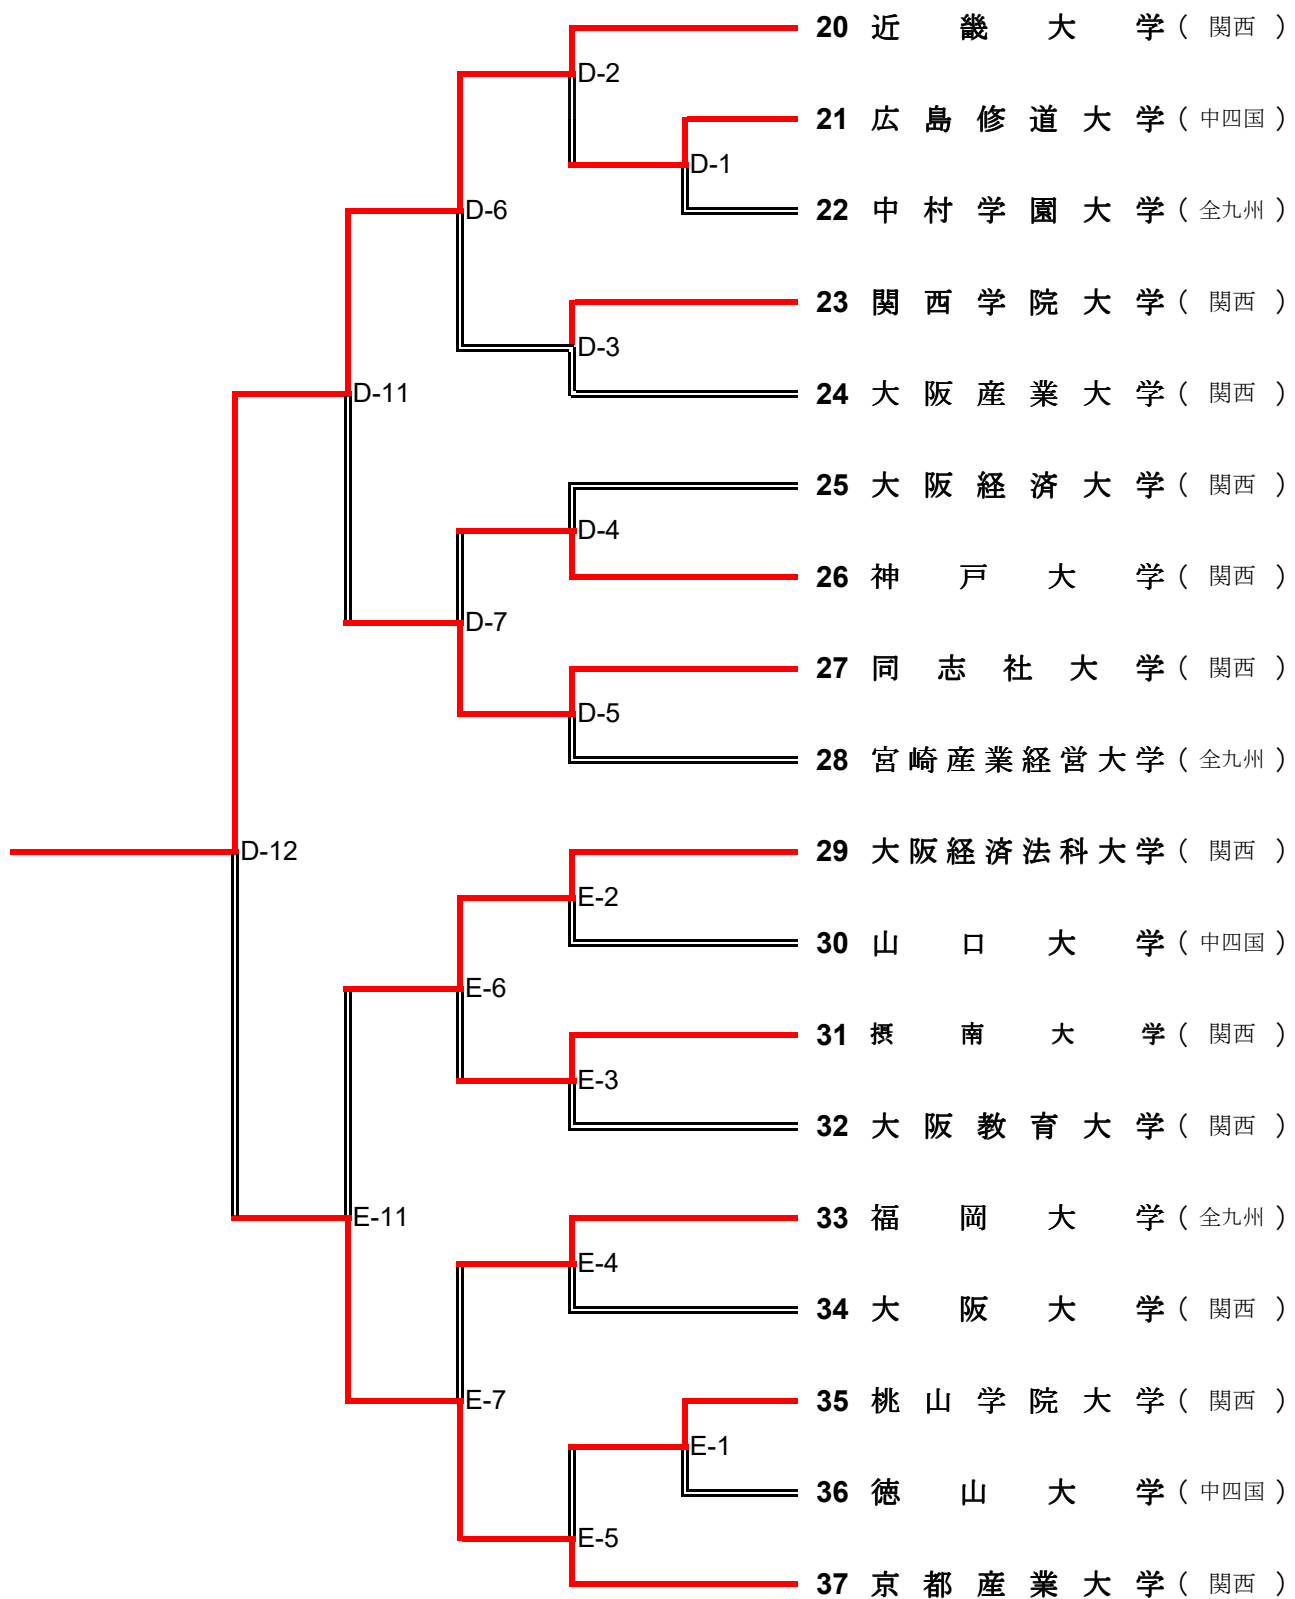 20 近畿大学（関西）
D-2
21 広島修道大学（中四国）
D-1
22 中村学園大学（全九州）
D-6
23 関西学院大学（関西）
D-3
24 大阪産業大学（関西）
D-11
25 大阪経済大学（関西）
D-4
26 神戸大学（関西）
D-7
27 同志社大学（関西）
D-5
28 宮崎産業経営大学（全九州）
D-12
29 大阪経済法科大学（関西）
E-2
30 山口大学（中四国）
E-6
31 摂南大学（関西）
E-3
32 大阪教育大学（関西）
E-11
33 福岡大学（全九州）
E-4
34 大阪大学（関西）
E-7
35 桃山学院大学（関西）
E-1
36 徳山大学（中四国）
E-5
37 京都産業大学（関西）